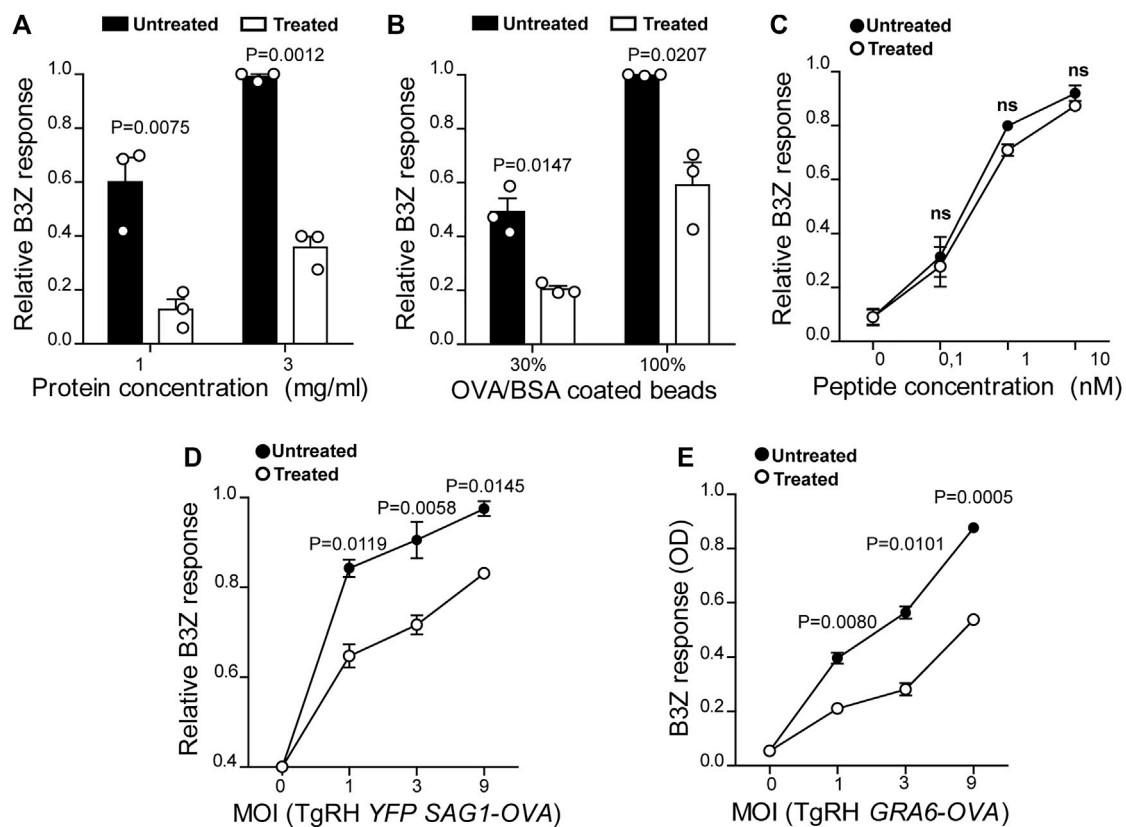 A
Untreated Treated
P=0.0012
P=0.0075
1.0
0.8
0.6
0.4
0.2
0.0
Relative B3Z response
1 3
Protein concentration (mg/ml)
B
Untreated Treated
P=0.0207
P=0.0147
1.0
0.8
0.6
0.4
0.2
0.0
Relative B3Z response
30% 100%
OVA/BSA coated beads
C
Untreated
Treated
ns
ns
ns
1.0
0.8
0.6
0.4
0.2
0.0
Relative B3Z response
0 0,1 1 10
Peptide concentration (nM)
D
Untreated
Treated
P=0.0145
P=0.0058
P=0.0119
1.0
0.8
0.6
0.4
Relative B3Z response
0 1 3 9
MOI (TgRH YFP SAG1-OVA)
E
Untreated
Treated
P=0.0005
P=0.0101
P=0.0080
1.0
0.8
0.6
0.4
0.2
0.0
B3Z response (OD)
0 1 3 9
MOI (TgRH GRA6-OVA)